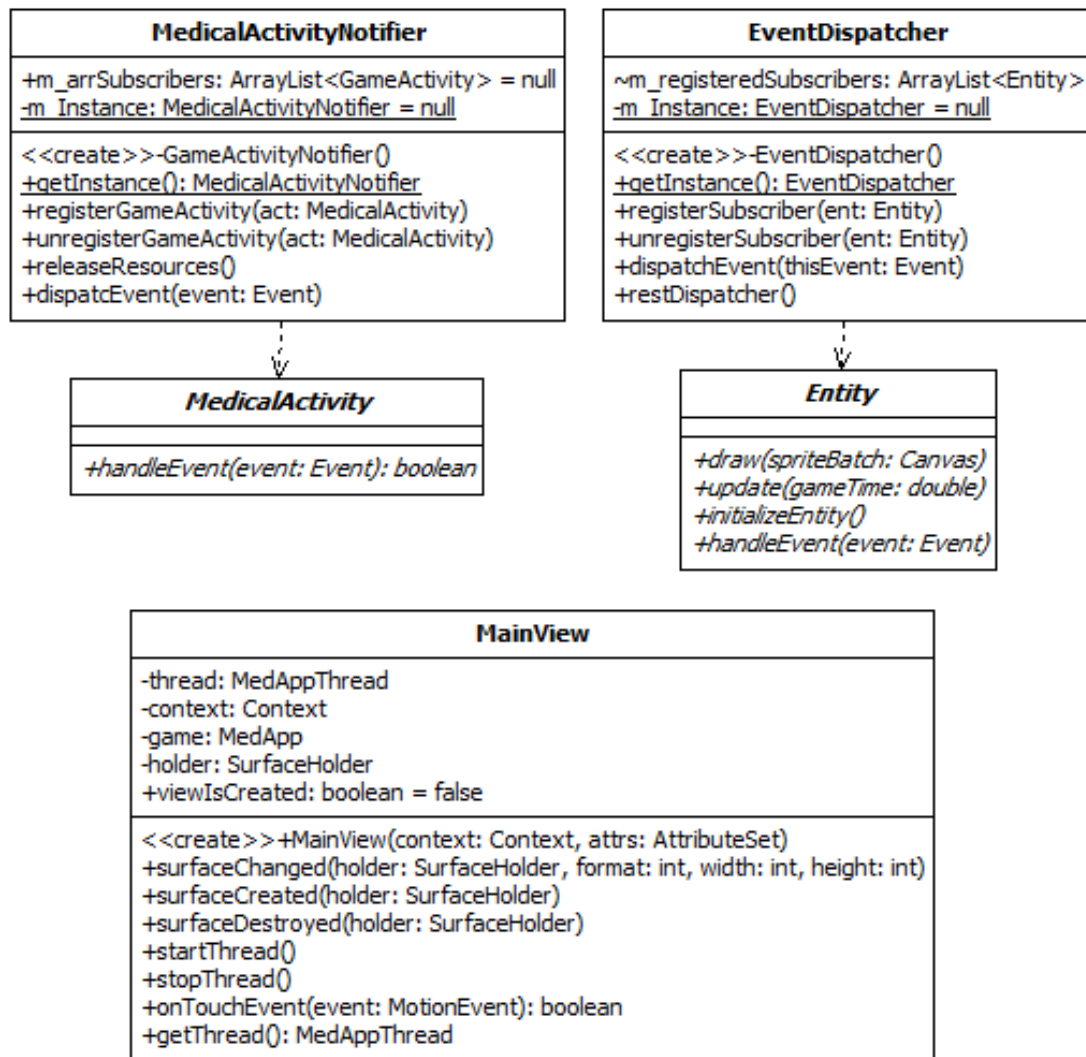 MedicalActivityNotifier
+m_arrSubscribers: ArrayList<GameActivity> = null
-m_Instance: MedicalActivityNotifier = null
<<create>>-GameActivityNotifier()
+getInstance(): MedicalActivityNotifier
+registerGameActivity(act: MedicalActivity)
+unregisterGameActivity(act: MedicalActivity)
+releaseResources()
+dispatcEvent(event: Event)
EventDispatcher
~m_registeredSubscribers: ArrayList<Entity>
-m_Instance: EventDispatcher = null
<<create>>-EventDispatcher()
+getInstance(): EventDispatcher
+registerSubscriber(ent: Entity)
+unregisterSubscriber(ent: Entity)
+dispatchEvent(thisEvent: Event)
+restDispatcher()
MedicalActivity
+handleEvent(event: Event): boolean
Entity
+draw(spriteBatch: Canvas)
+update(gameTime: double)
+initializeEntity()
+handleEvent(event: Event)
MainView
-thread: MedAppThread
-context: Context
-game: MedApp
-holder: SurfaceHolder
+viewIsCreated: boolean = false
<<create>>+MainView(context: Context, attrs: AttributeSet)
+surfaceChanged(holder: SurfaceHolder, format: int, width: int, height: int)
+surfaceCreated(holder: SurfaceHolder)
+surfaceDestroyed(holder: SurfaceHolder)
+startThread()
+stopThread()
+onTouchEvent(event: MotionEvent): boolean
+getThread(): MedAppThread